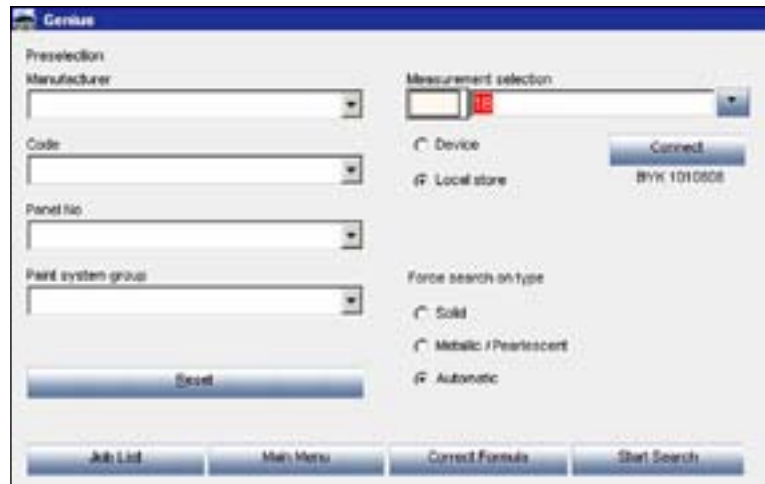 Genius
Preselection
Manufacturer
Measurement selection
18
Code
Device
Connect
Local store
BYK 1010808
Panel No
Paint system group
Force search on type
Solid
Metallic / Pearlescent
Reset
Automatic
Job List
Main Menu
Correct Formula
Start Search